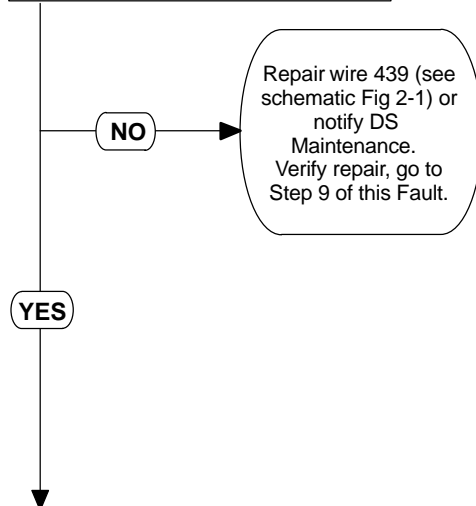 Repair wire 439 (see
schematic Fig 2-1) or
notify DS
Maintenance.
Verify repair, go to
Step 9 of this Fault.
NO
YES